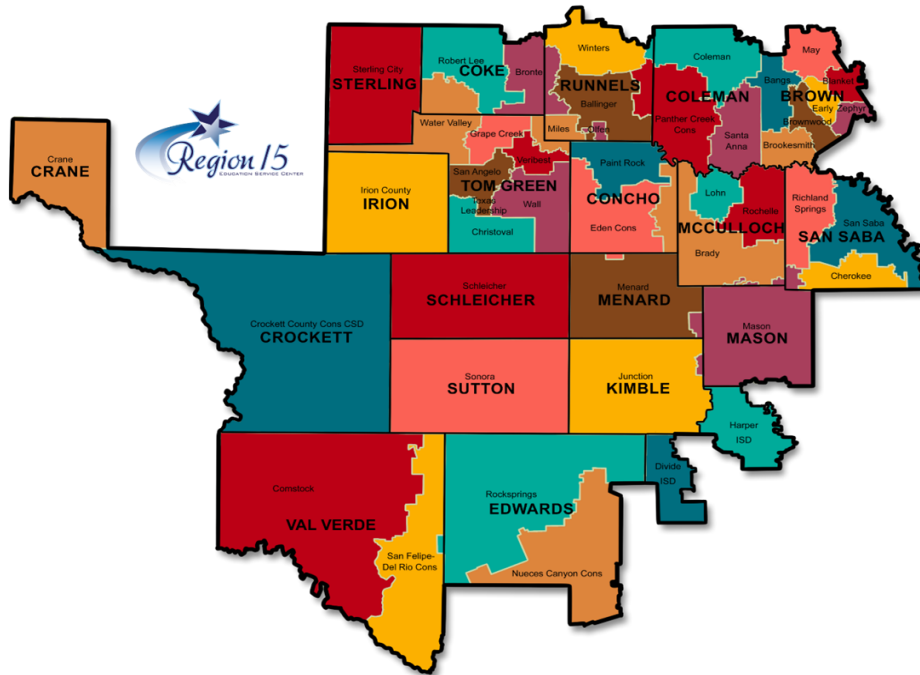 Winters
May
Sterling City
STERLING
Robert Lee
COKE
Bronte
RUNNELS
Ballinger
Coleman
COLEMAN
Bangs
Blanket
BROWN
Early
Zephyr
Brownwood
Brookesmith
Panther Creek
Cons
Santa
Anna
Region 15
EDUCATION SERVICE CENTER
Water Valley
Grape Creek
Miles
Olfen
Crane
CRANE
Irion County
IRION
San Angelo
Veribest
TOM GREEN
Texas
Leadership
Wall
Christoval
Paint Rock
CONCHO
Eden Cons
Lohn
Rochelle
MCCULLOCH
Brady
Richland
Springs
San Saba
SAN SABA
Cherokee
Crockett County Cons CSD
CROCKETT
Schleicher
SCHLEICHER
Menard
MENARD
Mason
MASON
Sonora
SUTTON
Junction
KIMBLE
Harper
ISD
Comstock
VAL VERDE
San Felipe-
Del Rio Cons
Rocksprings
EDWARDS
Nueces Canyon Cons
Divide
ISD